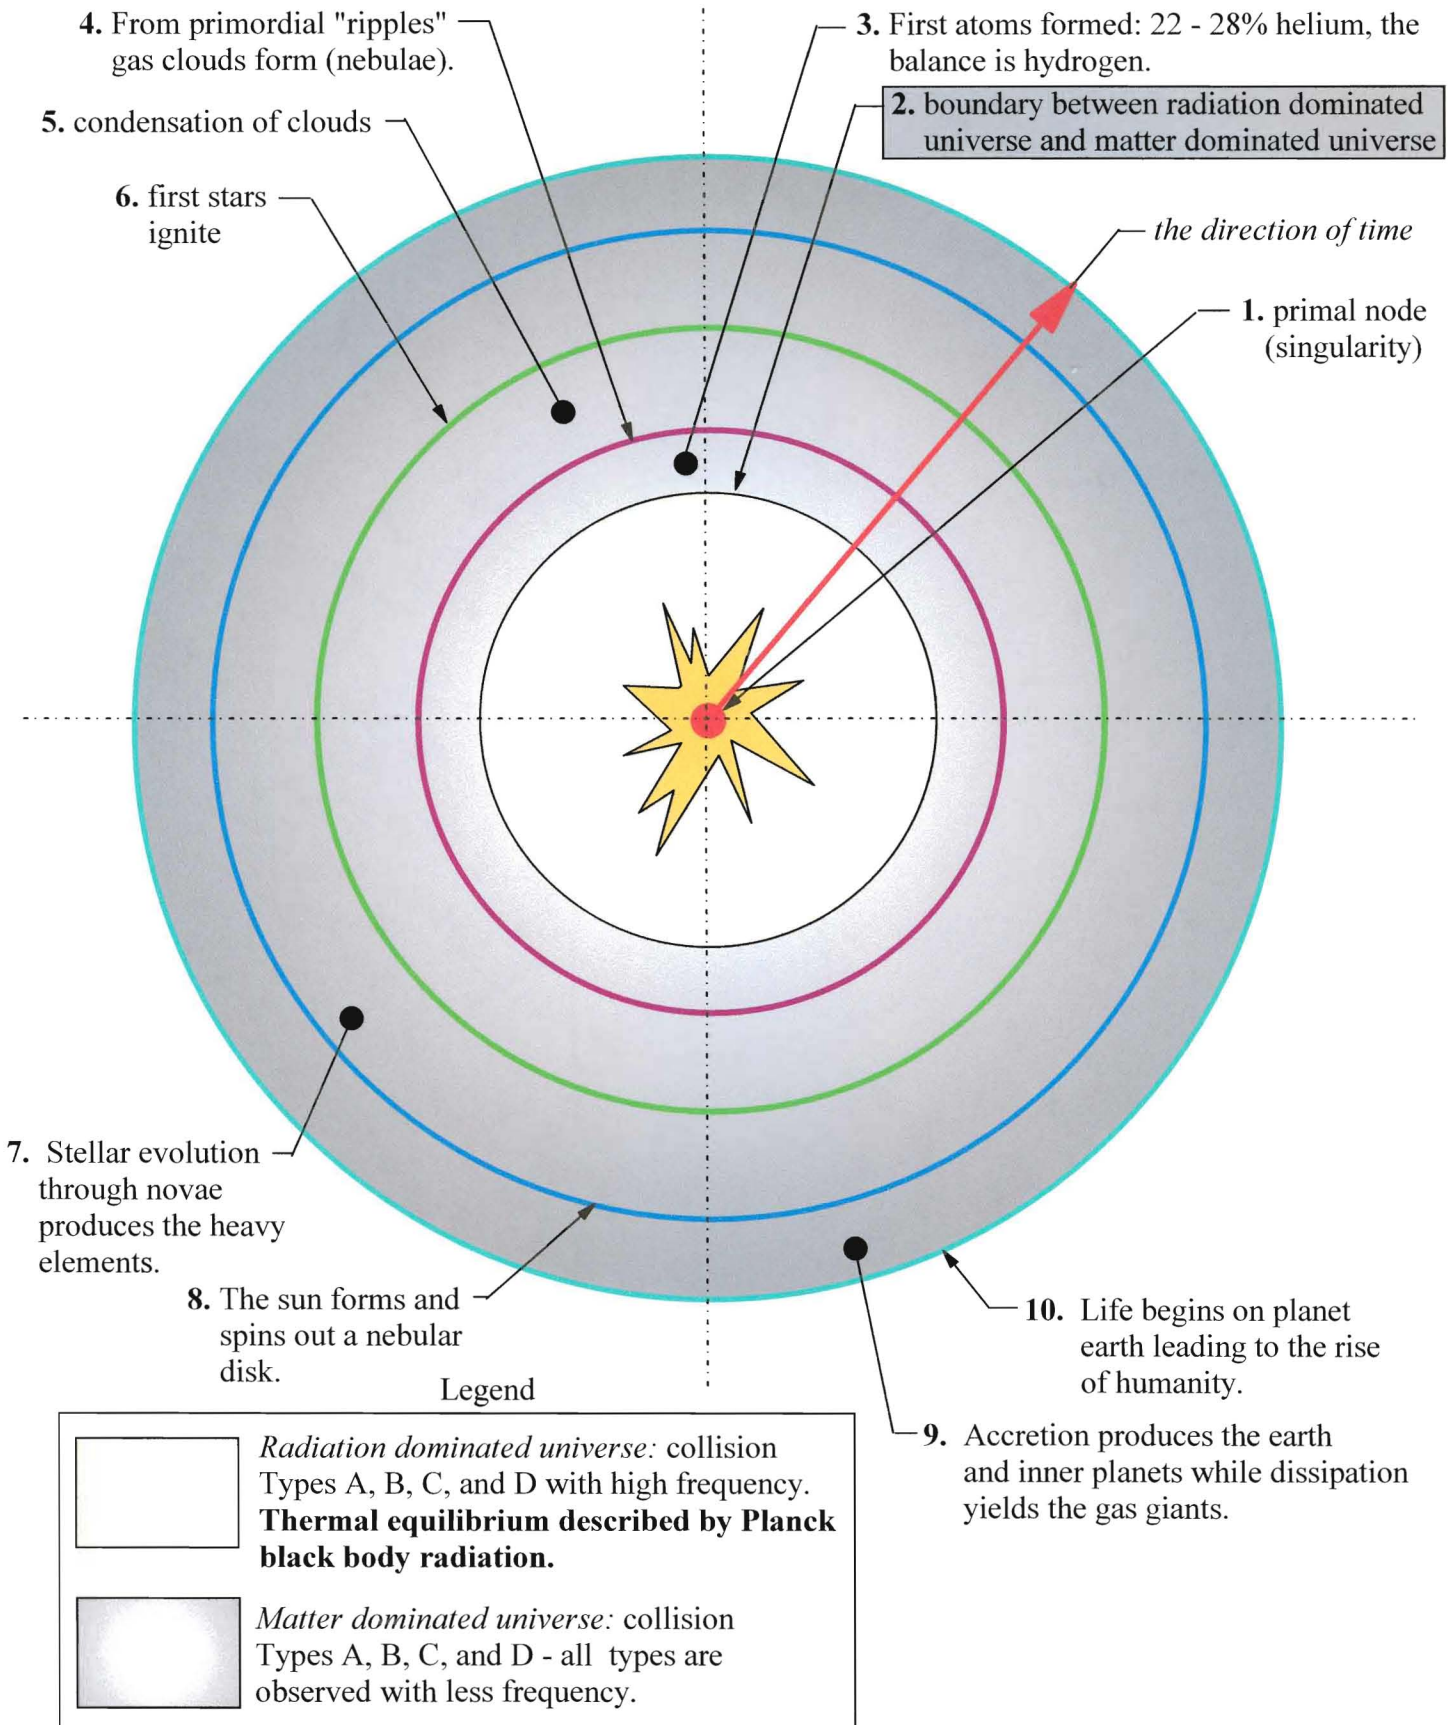 4. From primordial "ripples"
gas clouds form (nebulae).
3. First atoms formed: 22 - 28% helium, the
balance is hydrogen.
2. boundary between radiation dominated
universe and matter dominated universe
5. condensation of clouds
6. first stars
ignite
the direction of time
1. primal node
(singularity)
7. Stellar evolution
through novae
produces the heavy
elements.
8. The sun forms and
spins out a nebular
disk.
10. Life begins on planet
earth leading to the rise
of humanity.
9. Accretion produces the earth
and inner planets while dissipation
yields the gas giants.
Legend
Radiation dominated universe: collision
Types A, B, C, and D with high frequency.
Thermal equilibrium described by Planck
black body radiation.
Matter dominated universe: collision
Types A, B, C, and D - all types are
observed with less frequency.